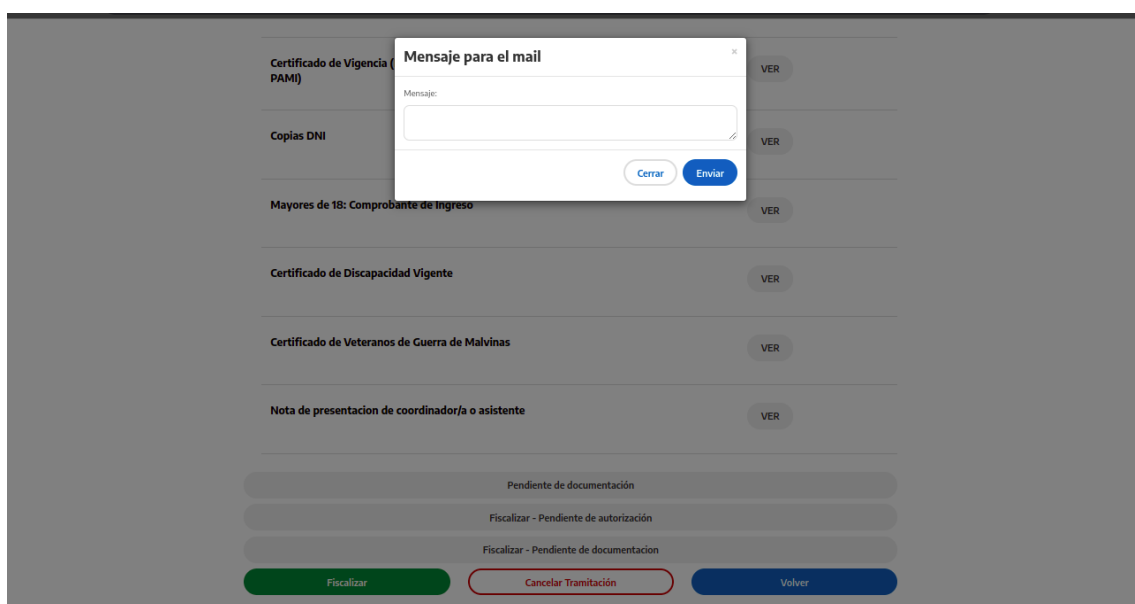 Mensaje para el mail
×
Mensaje:
Cerrar
Enviar
Certificado de Vigencia (
PAMI)
VER
Copias DNI
VER
Mayores de 18: Comprobante de Ingreso
VER
Certificado de Discapacidad Vigente
VER
Certificado de Veteranos de Guerra de Malvinas
VER
Nota de presentacion de coordinador/a o asistente
VER
Pendiente de documentación
Fiscalizar - Pendiente de autorización
Fiscalizar - Pendiente de documentacion
Fiscalizar
Cancelar Tramitación
Volver